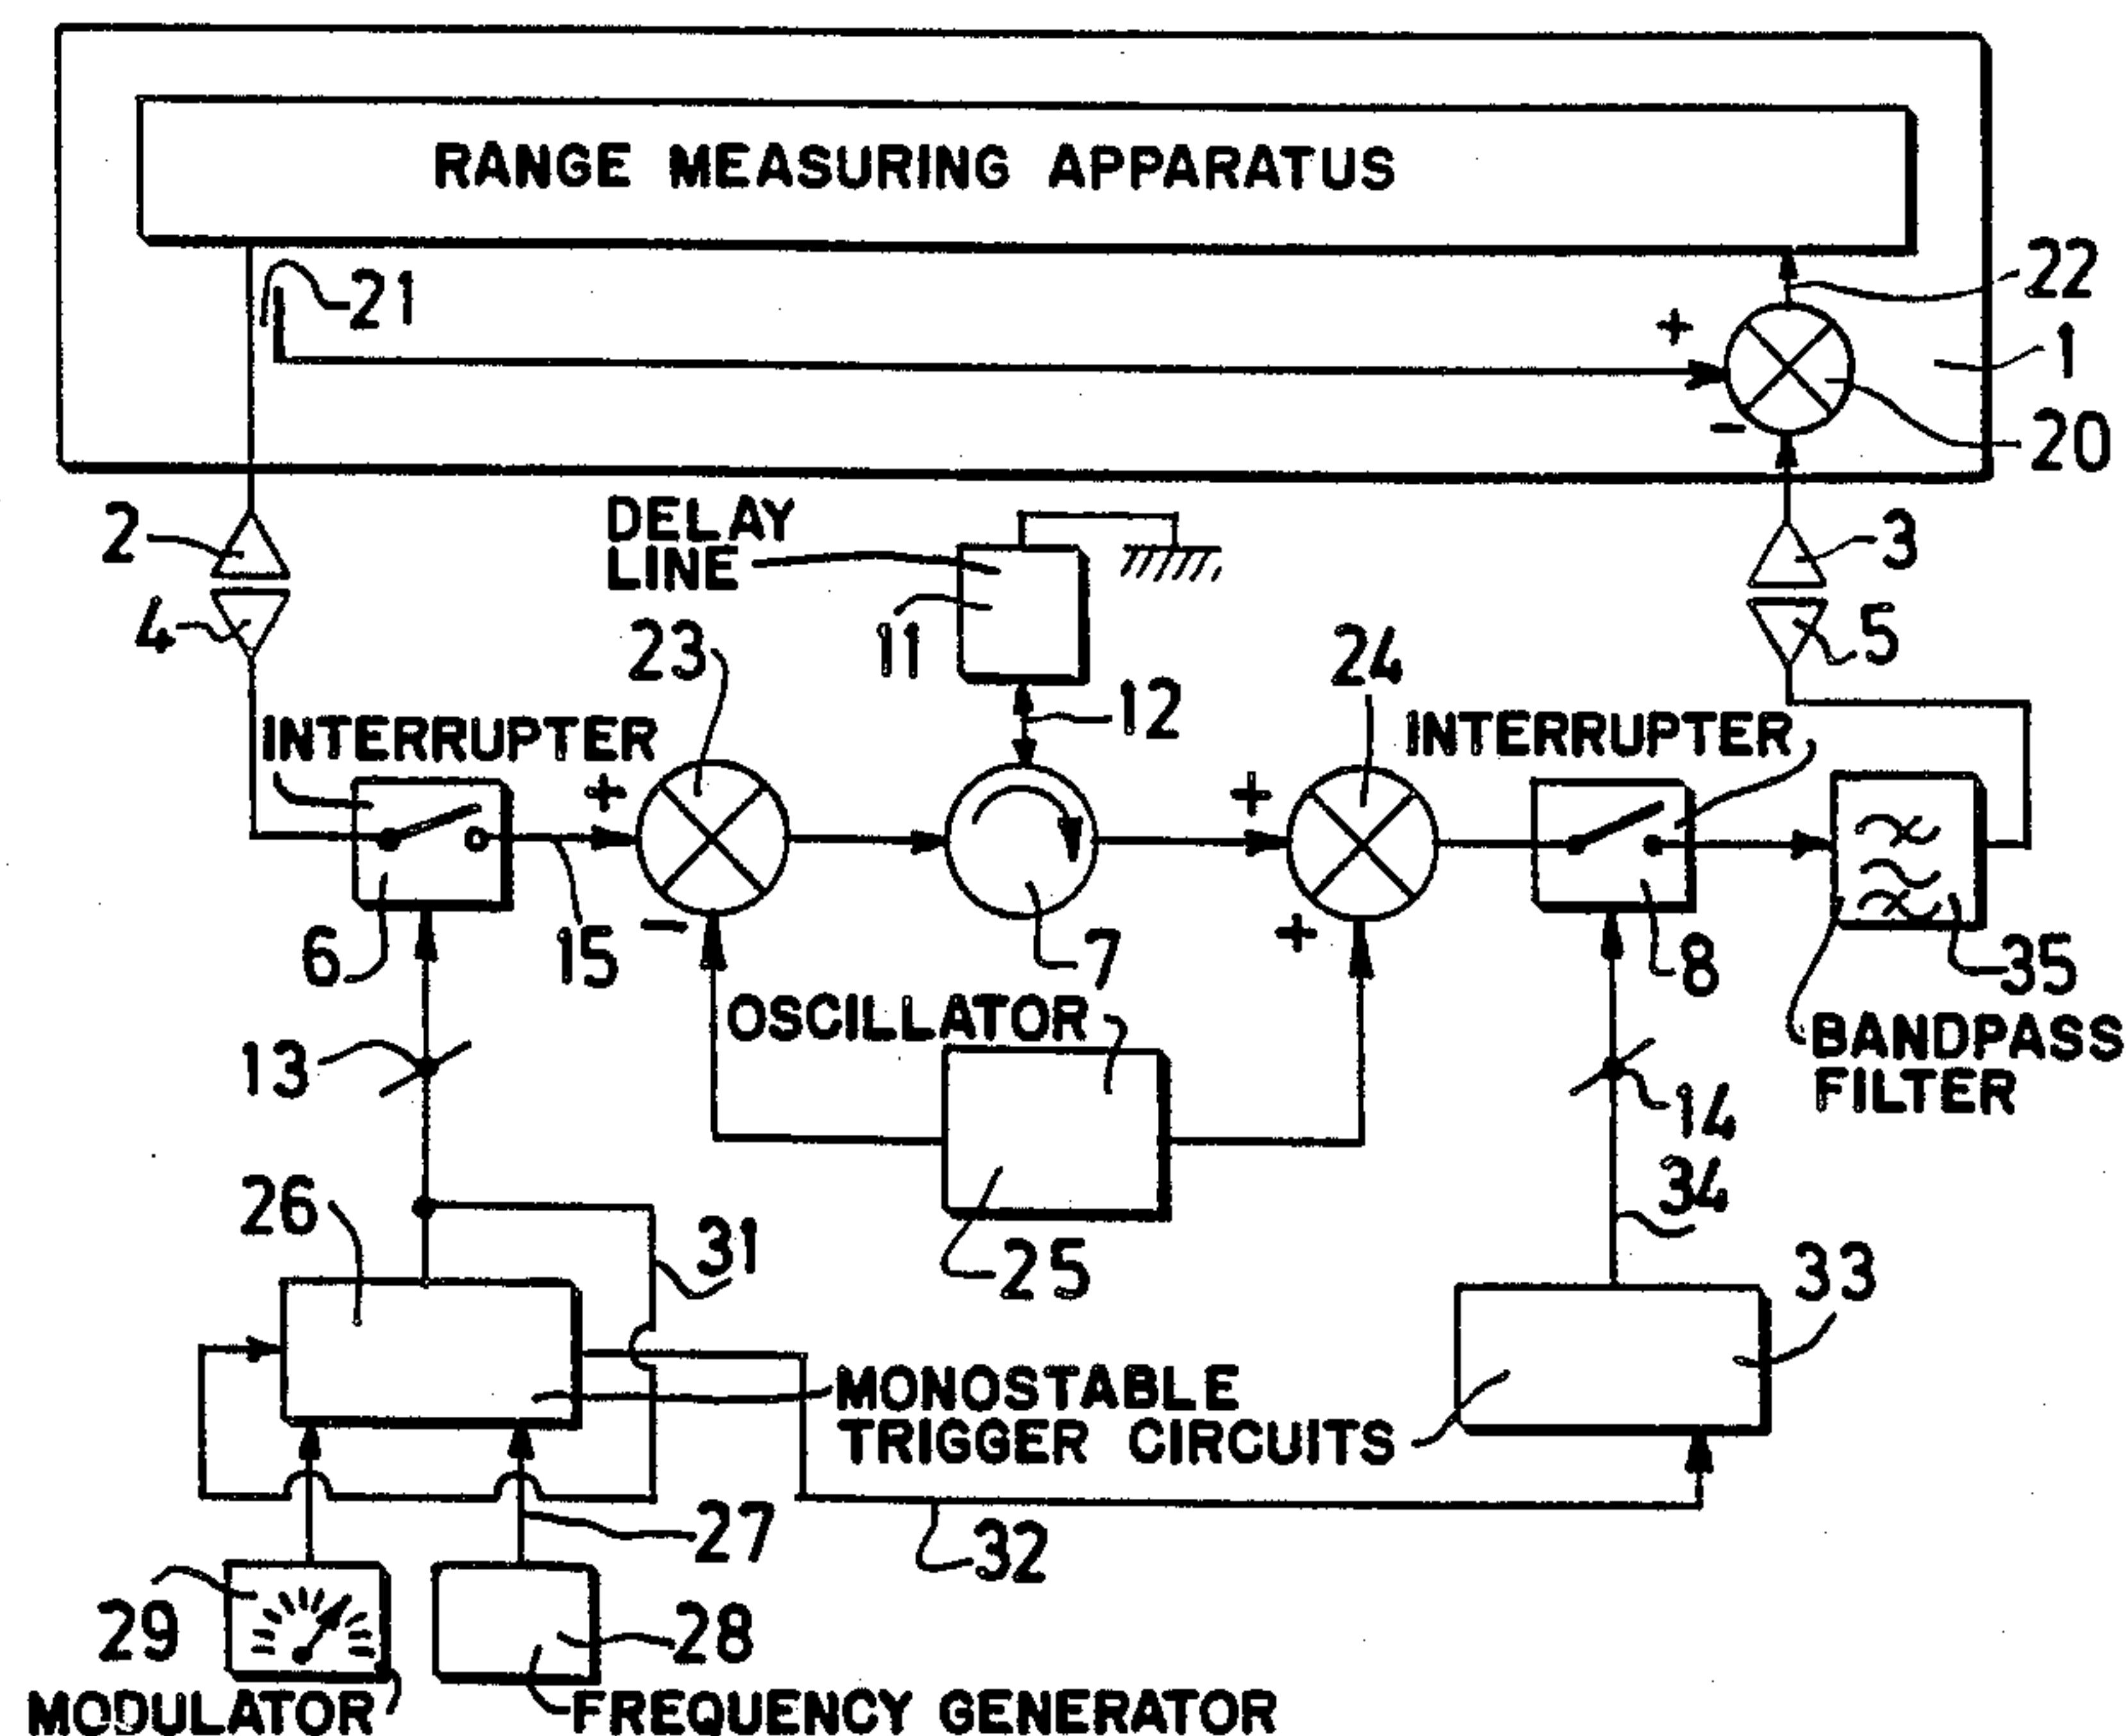 RANGE MEASURING APPARATUS
21
22
+
1
-
20
2
DELAY
LINE
3
4
11
5
23
24
12
INTERRUPTER
INTERRUPTER
+
+
6
15
-
7
+
8
35
OSCILLATOR
BANDPASS
FILTER
13
14
26
34
31
25
33
MONOSTABLE
TRIGGER CIRCUITS
27
32
29
28
MODULATOR
FREQUENCY GENERATOR